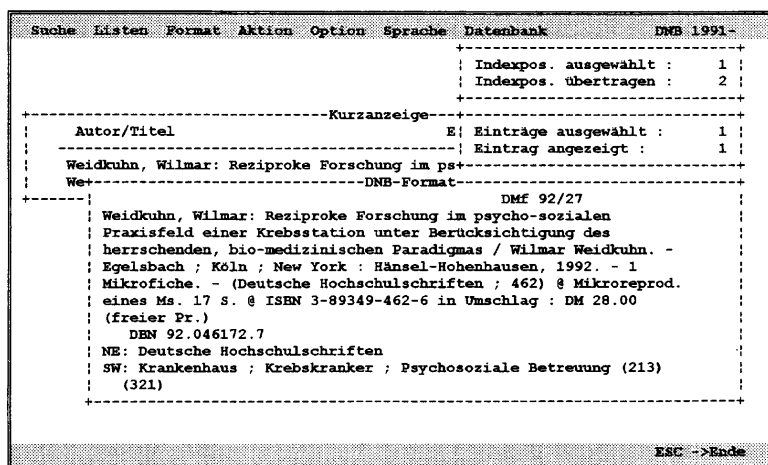 Suche Listen Format Aktion Option Sprache Datenbank DNB 1991-
Indexpos. ausgewählt : 1
Indexpos. übertragen : 2
Kurzanzeige
Autor/Titel E
Einträge ausgewählt : 1
Eintrag angezeigt : 1
Weidkuhn, Wilmar: Reziproke Forschung im ps
We
DNB-Format
DMf 92/27
Weidkuhn, Wilmar: Reziproke Forschung im psycho-sozialen
Praxisfeld einer Krebsstation unter Berücksichtigung des
herrschenden, bio-medizinischen Paradigmas / Wilmar Weidkuhn. -
Egelsbach ; Köln ; New York : Hänsel-Hohenhausen, 1992. - 1
Mikrofiche. - (Deutsche Hochschulschriften ; 462) @ Mikroreprod.
eines Ms. 17 S. @ ISBN 3-89349-462-6 in Umschlag : DM 28.00
(freier Pr.)
DBN 92.046172.7
NE: Deutsche Hochschulschriften
SW: Krankenhaus ; Krebskranker ; Psychosoziale Betreuung (213)
(321)
ESC ->Ende